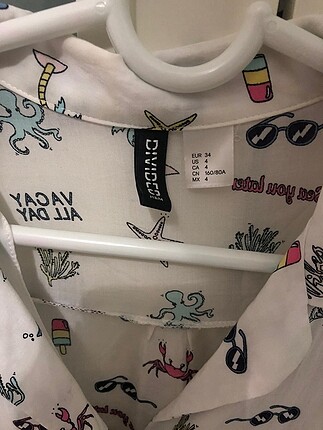 DIVIDED
EUR 34
US 4
CA 4
CN 160/80A
MX 4
See you later
VACAY
ALL DAY